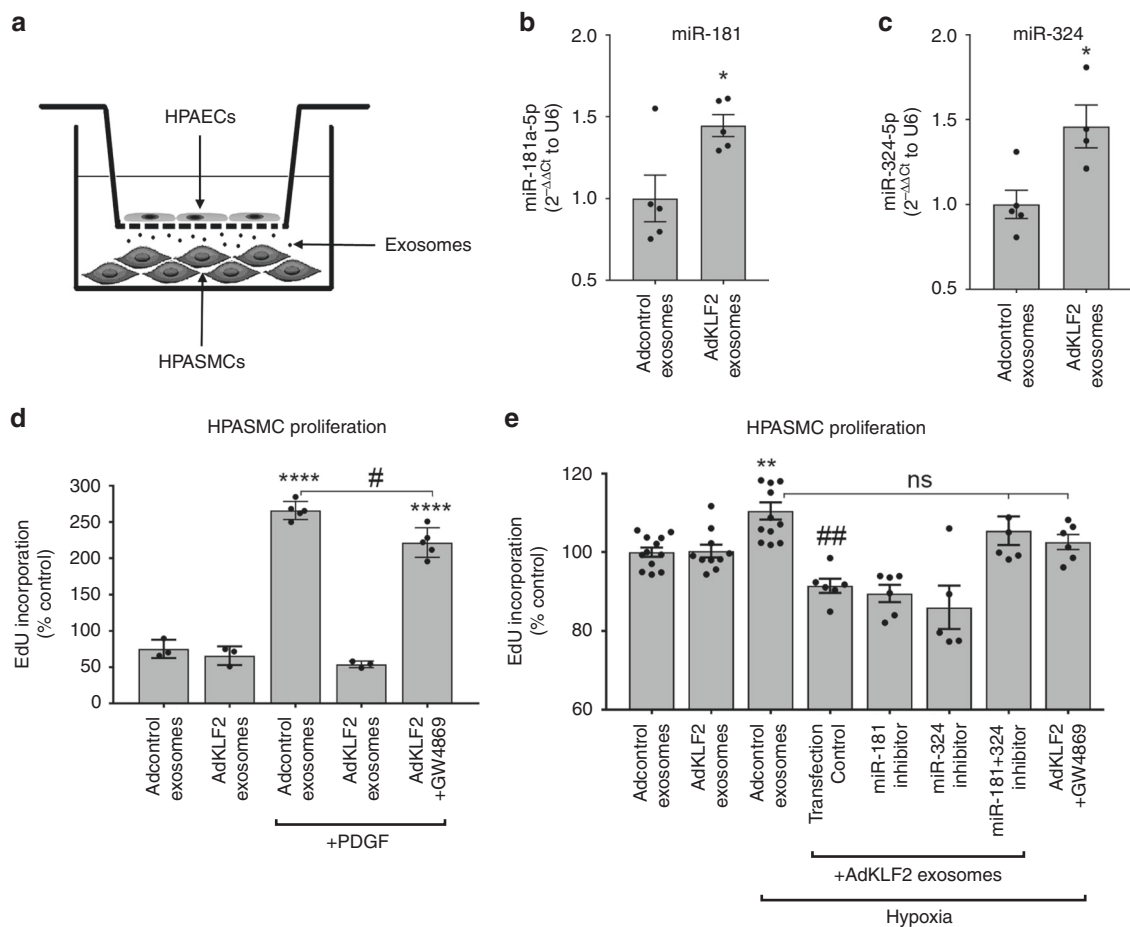 a
HPAECs
Exosomes
HPASMCs
b
miR-181
miR-181a-5p
(2–ΔΔCt to U6)
2.0
1.5
1.0
0.5
*
Adcontrol
exosomes
AdKLF2
exosomes
c
miR-324
miR-324-5p
(2–ΔΔCt to U6)
2.0
1.5
1.0
0.5
*
Adcontrol
exosomes
AdKLF2
exosomes
d
HPASMC proliferation
EdU incorporation
(% control)
300
250
200
150
100
50
0
****
#
****
Adcontrol
exosomes
AdKLF2
exosomes
Adcontrol
exosomes
AdKLF2
exosomes
AdKLF2
+GW4869
+PDGF
e
HPASMC proliferation
EdU incorporation
(% control)
120
100
80
60
**
##
ns
Adcontrol
exosomes
AdKLF2
exosomes
Adcontrol
exosomes
Transfection
Control
miR-181
inhibitor
miR-324
inhibitor
miR-181+324
inhibitor
AdKLF2
+GW4869
+AdKLF2 exosomes
Hypoxia